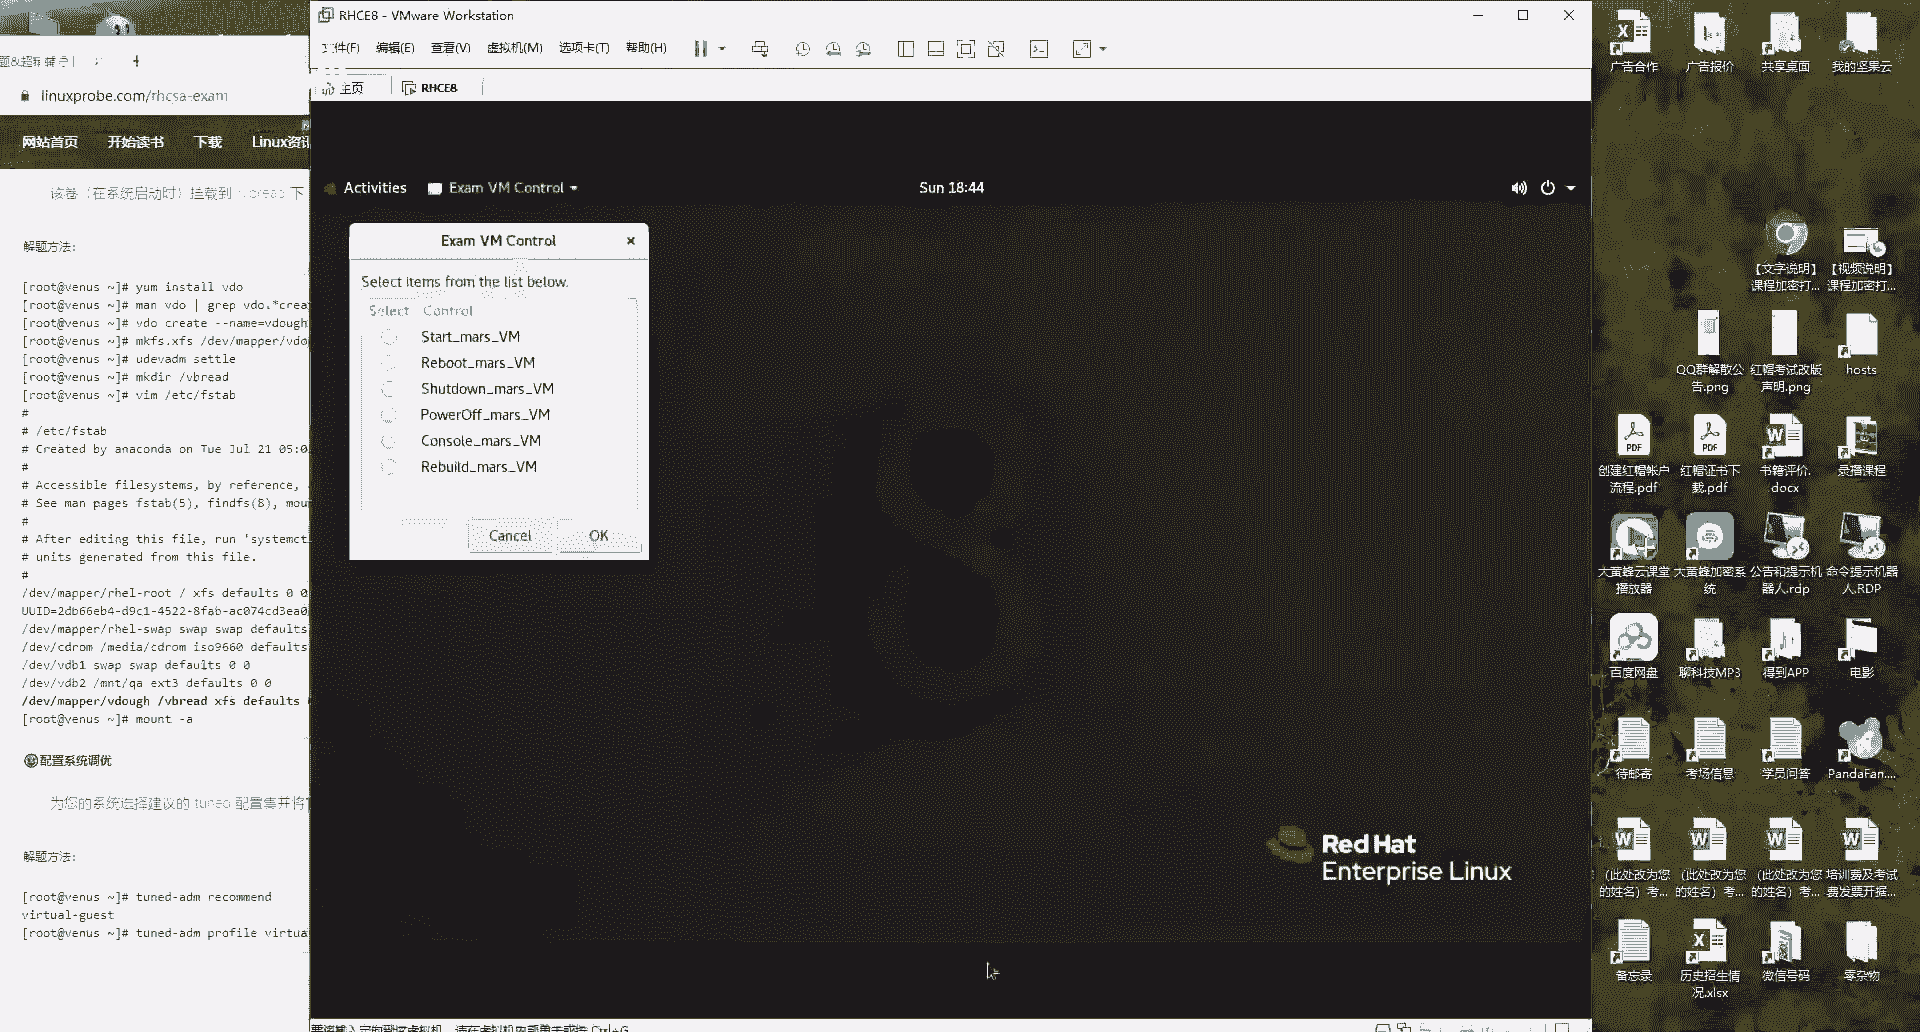 RHCE8 - VMware Workstation
文件(F) 编辑(E) 查看(V) 虚拟机(M) 选项卡(T) 帮助(H)
主页 RHCE8
linuxprobe.com/rhcsa-exam
网站首页 开始读书 下载 Linux资讯
该卷（在系统启动时）挂载到 /vbread 下
解题方法:
[root@venus ~]# yum install vdo
[root@venus ~]# man vdo | grep vdo.*crea
[root@venus ~]# vdo create --name=vdough
[root@venus ~]# mkfs.xfs /dev/mapper/vdo
[root@venus ~]# udevadm settle
[root@venus ~]# mkdir /vbread
[root@venus ~]# vim /etc/fstab
#
# /etc/fstab
# Created by anaconda on Tue Jul 21 05:0
#
# Accessible filesystems, by reference,
# See man pages fstab(5), findfs(8), mou
#
# After editing this file, run 'systemct
# units generated from this file.
#
/dev/mapper/rhel-root / xfs defaults 0 0
UUID=2db66eb4-d9c1-4522-8fab-ac074cd3ea0
/dev/mapper/rhel-swap swap swap defaults
/dev/cdrom /media/cdrom iso9660 defaults
/dev/vdb1 swap swap defaults 0 0
/dev/vdb2 /mnt/qa ext3 defaults 0 0
/dev/mapper/vdough /vbread xfs defaults
[root@venus ~]# mount -a
配置系统调优
为您的系统选择建议的 tuned 配置集并将
解题方法:
[root@venus ~]# tuned-adm recommend
virtual-guest
[root@venus ~]# tuned-adm profile virtua
Activities Exam VM Control Sun 18:44
Exam VM Control
Select items from the list below.
Select Control
Start_mars_VM
Reboot_mars_VM
Shutdown_mars_VM
PowerOff_mars_VM
Console_mars_VM
Rebuild_mars_VM
Cancel OK
Red Hat
Enterprise Linux
广告合作 广告报价 共享桌面 我的坚果云
【文字说明】课程加密打... 【视频说明】课程加密打...
QQ群解散公告.png 红帽考试改版声明.png hosts
创建红帽帐户流程.pdf 红帽证书下载.pdf 书籍评价.docx 录播课程
大黄蜂云课堂播放器 大黄蜂加密系统 公告和提示机器人.rdp 命令提示机器人.RDP
百度网盘 聊科技MP3 得到APP 电影
待邮寄 考场信息 学员问答 PandaFan....
（此处改为您的姓名）考... （此处改为您的姓名）考... （此处改为您的姓名）考... 培训费及考试费发票开据...
备忘录 历史招生情况.xlsx 微信号码 零杂物